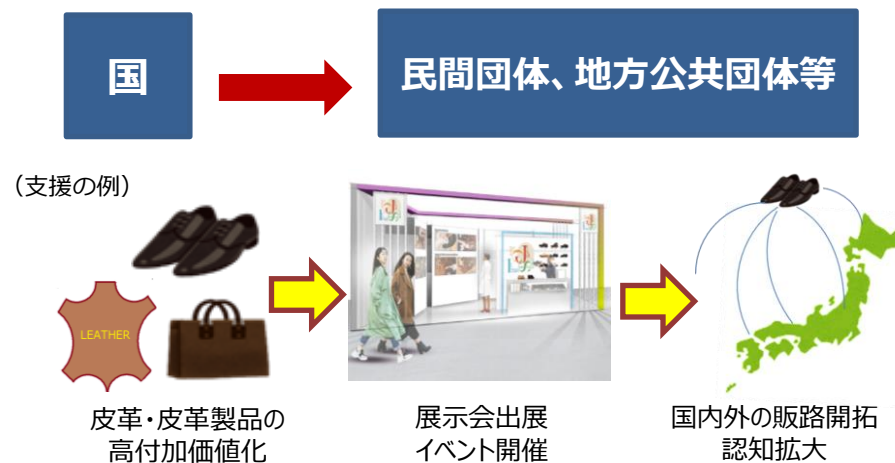 国
民間団体、地方公共団体等
（支援の例）
LEATHER
皮革・皮革製品の
高付加価値化
展示会出展
イベント開催
国内外の販路開拓
認知拡大